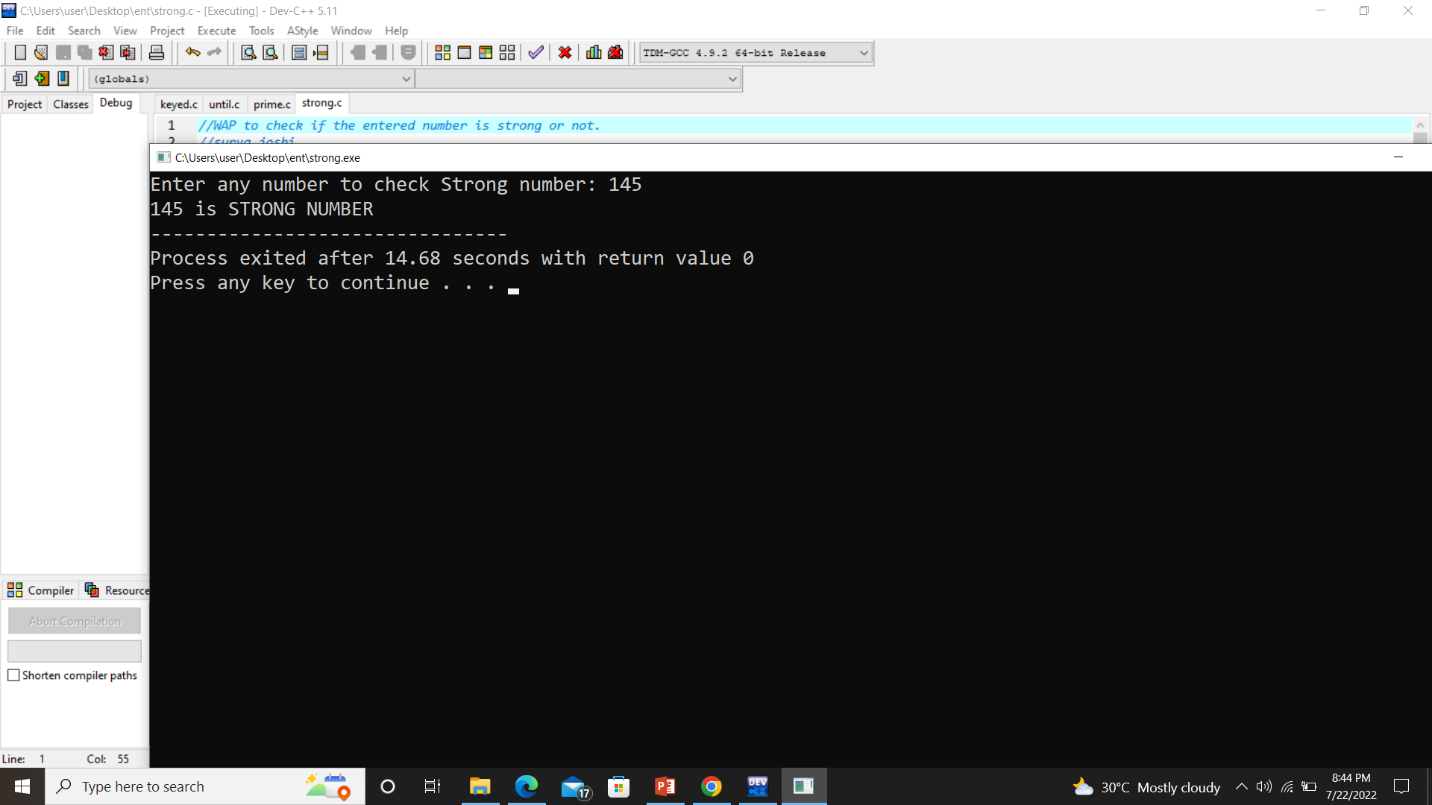 C:\Users\user\Desktop\ent\strong.c - [Executing] - Dev-C++ 5.11
File Edit Search View Project Execute Tools AStyle Window Help
TDM-GCC 4.9.2 64-bit Release
(globals)
Project Classes Debug keyed.c until.c prime.c strong.c
1 //WAP to check if the entered number is strong or not.
2 //surya joshi
C:\Users\user\Desktop\ent\strong.exe
Enter any number to check Strong number: 145
145 is STRONG NUMBER
--------------------------------
Process exited after 14.68 seconds with return value 0
Press any key to continue . . .
Compiler Resource
Abort Compilation
Shorten compiler paths
Line: 1 Col: 55
Type here to search
17
DEV
30°C Mostly cloudy
8:44 PM
7/22/2022